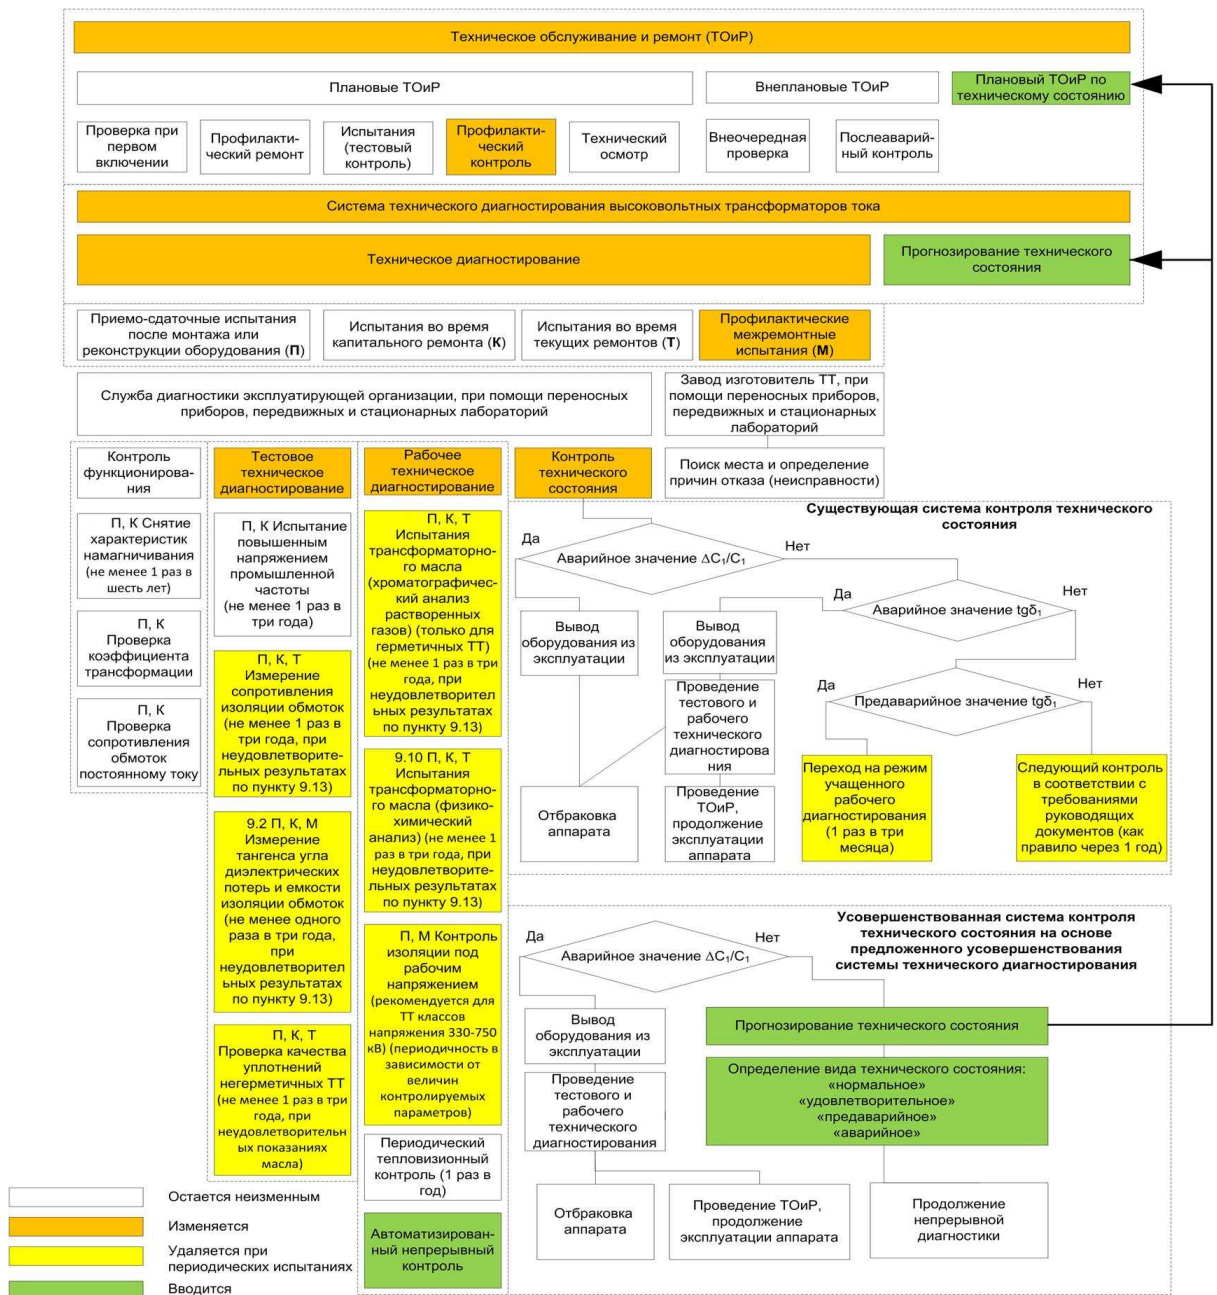 Техническое обслуживание и ремонт (ТОиР)
Плановые ТОиР
Внеплановые ТОиР
Плановый ТОиР по
техническому состоянию
Проверка при
первом
включении
Профилакти-
ческий ремонт
Испытания
(тестовый
контроль)
Профилакти-
ческий
контроль
Технический
осмотр
Внеочередная
проверка
Послеаварий-
ный контроль
Система технического диагностирования высоковольтных трансформаторов тока
Техническое диагностирование
Прогнозирование технического
состояния
Приемо-сдаточные испытания
после монтажа или
реконструкции оборудования (П)
Испытания во время
капитального ремонта (К)
Испытания во время
текущих ремонтов (Т)
Профилактические
межремонтные
испытания (М)
Служба диагностики эксплуатирующей организации, при помощи переносных
приборов, передвижных и стационарных лабораторий
Завод изготовитель ТТ, при
помощи переносных приборов,
передвижных и стационарных
лабораторий
Контроль
функционирова-
ния
Тестовое
техническое
диагностирование
Рабочее
техническое
диагностирование
Контроль
технического
состояния
Поиск места и определение
причин отказа (неисправности)
П, К Снятие
характеристик
намагничивания
(не менее 1 раз в
шесть лет)
П, К
Проверка
коэффициента
трансформации
П, К
Проверка
сопротивления
обмоток
постоянному току
П, К Испытание
повышенным
напряжением
промышленной
частоты
(не менее 1 раз в
три года)
П, К, Т
Измерение
сопротивления
изоляции обмоток
(не менее 1 раз в
три года, при
неудовлетворите-
льных результатах
по пункту 9.13)
9.2 П, К, М
Измерение
тангенса угла
диэлектрических
потерь и емкости
изоляции обмоток
(не менее одного
раза в три года,
при
неудовлетворител
ьных результатах
по пункту 9.13)
П, К, Т
Проверка качества
уплотнений
негерметичных ТТ
(не менее 1 раз в три
года, при
неудовлетворительн
ых показаниях
масла)
П, К, Т
Испытания
трансформаторно-
го масла
(хроматографичес
кий анализ
растворенных
газов) (только для
герметичных ТТ)
(не менее 1 раз в три
года, при
неудовлетворител
ьных результатах
по пункту 9.13)
9.10 П, К, Т
Испытания
трансформаторно-
го масла (физико-
химический
анализ) (не менее 1
раз в три года, при
неудовлетворите-
льных результатах
по пункту 9.13)
П, М Контроль
изоляции под
рабочим
напряжением
(рекомендуется для
ТТ классов
напряжения 330-750
кВ) (периодичность в
зависимости от
величин
контролируемых
параметров)
Периодический
тепловизионный
контроль (1 раз в
год)
Автоматизирован-
ный непрерывный
контроль
Существующая система контроля технического
состояния
Да
Аварийное значение ΔC₁/C₁
Нет
Да
Аварийное значение tgδ₁
Нет
Вывод
оборудования из
эксплуатации
Вывод
оборудования
из эксплуатации
Да
Предаварийное значение tgδ₁
Нет
Проведение
тестового и
рабочего
технического
диагностирова
ния
Отбраковка
аппарата
Проведение ТОиР,
продолжение
эксплуатации
аппарата
Переход на режим
учащенного
рабочего
диагностирования
(1 раз в три
месяца)
Следующий контроль
в соответствии с
требованиями
руководящих
документов (как
правило через 1 год)
Усовершенствованная система контроля
технического состояния на основе
предложенного усовершенствования
системы технического диагностирования
Да
Аварийное значение ΔC₁/C₁
Нет
Вывод
оборудования из
эксплуатации
Прогнозирование технического состояния
Проведение
тестового и
рабочего
технического
диагностирования
Определение вида технического состояния:
«нормальное»
«удовлетворительное»
«предаварийное»
«аварийное»
Отбраковка
аппарата
Проведение ТОиР,
продолжение
эксплуатации аппарата
Продолжение
непрерывной
диагностики
Остается неизменным
Изменяется
Удаляется при
периодических испытаниях
Вводится